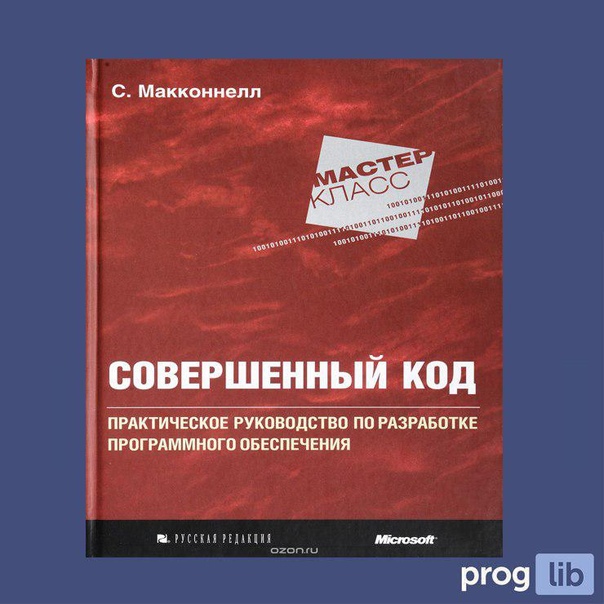 С. Макконнелл
МАСТЕР
КЛАСС
СОВЕРШЕННЫЙ КОД
ПРАКТИЧЕСКОЕ РУКОВОДСТВО ПО РАЗРАБОТКЕ
ПРОГРАММНОГО ОБЕСПЕЧЕНИЯ
РУССКАЯ РЕДАКЦИЯ
Microsoft
ozon.ru
prog lib